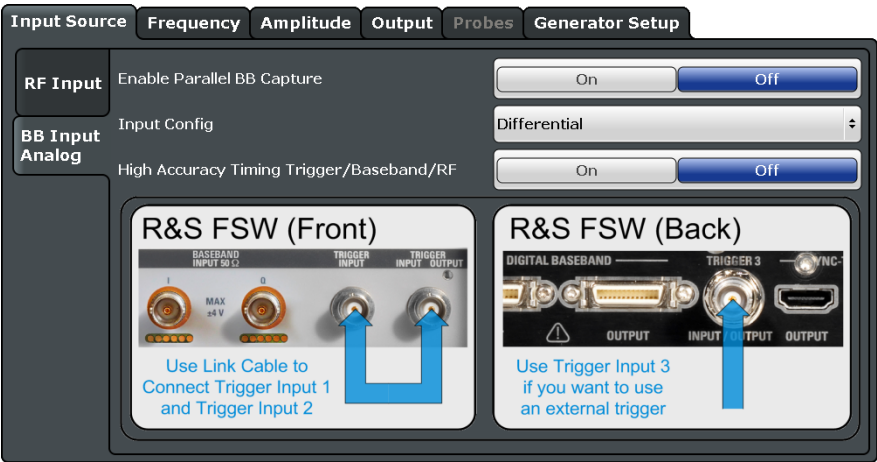 Input Source Frequency Amplitude Output Probes Generator Setup
RF Input
BB Input
Analog
Enable Parallel BB Capture On Off
Input Config Differential
High Accuracy Timing Trigger/Baseband/RF On Off
R&S FSW (Front)
BASEBAND
INPUT 50 Ω
TRIGGER
INPUT
TRIGGER
INPUT OUTPUT
I
Q
MAX
±4 V
Use Link Cable to
Connect Trigger Input 1
and Trigger Input 2
R&S FSW (Back)
DIGITAL BASEBAND TRIGGER 3 SYNC-
OUTPUT INPUT / OUTPUT OUTPUT
Use Trigger Input 3
if you want to use
an external trigger